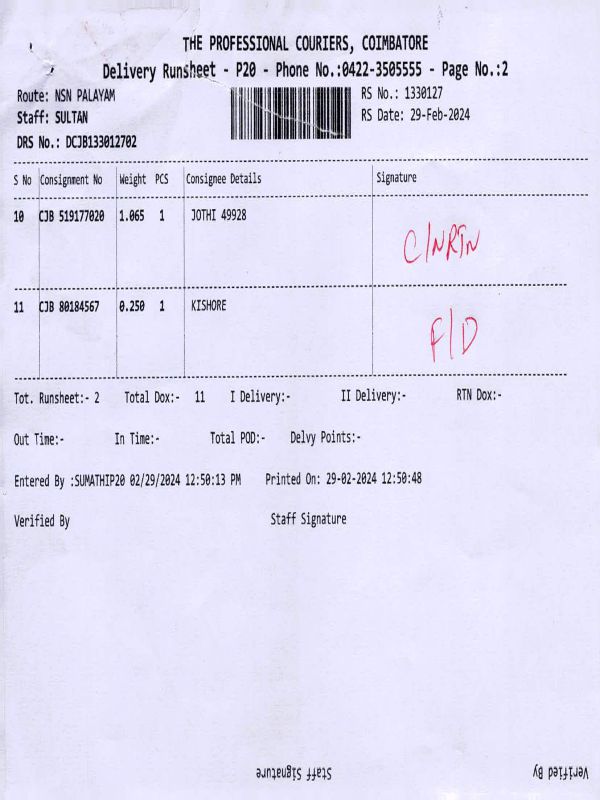 THE PROFESSIONAL COURIERS, COIMBATORE
Delivery Runsheet - P20 - Phone No.:0422-3505555 - Page No.:2
Route: NSN PALAYAM RS No.: 1330127
Staff: SULTAN RS Date: 29-Feb-2024
DRS No.: DCJB133012702
S No Consignment No Weight PCS Consignee Details Signature
10 CJB 519177020 1.065 1 JOTHI 49928 C/NRTN
11 CJB 80184567 0.250 1 KISHORE F/D
Tot. Runsheet:- 2 Total Dox:- 11 I Delivery:- II Delivery:- RTN Dox:-
Out Time:- In Time:- Total POD:- Delvy Points:-
Entered By :SUMATHIP20 02/29/2024 12:50:13 PM Printed On: 29-02-2024 12:50:48
Verified By Staff Signature
Staff Signature Verified By